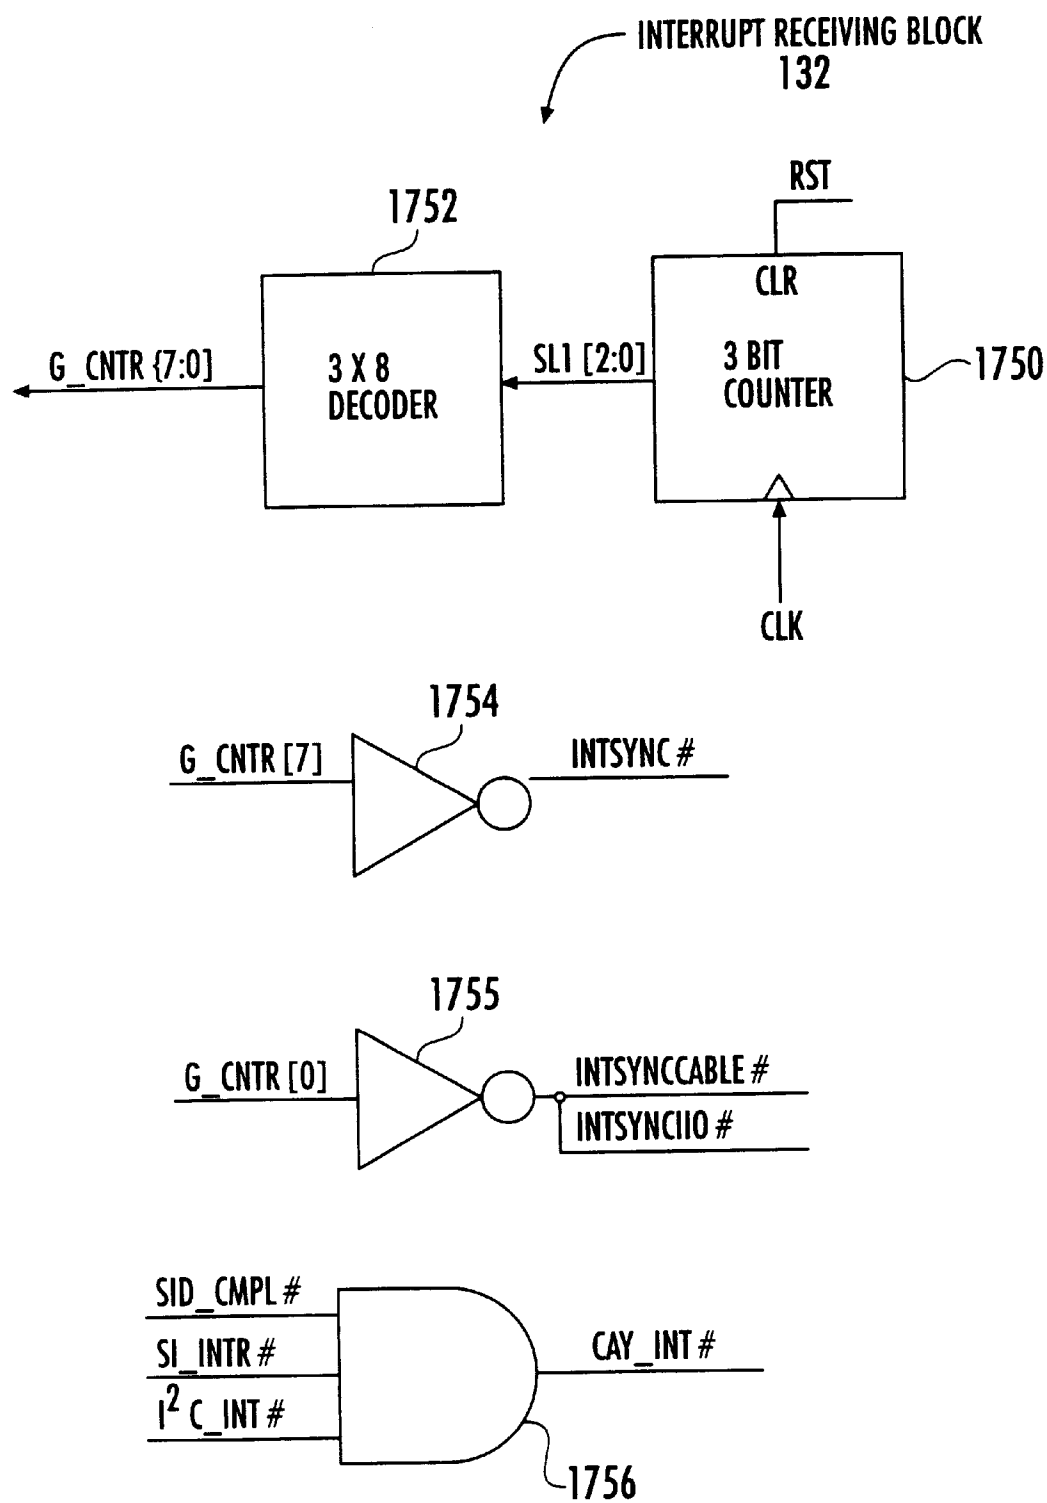 INTERRUPT RECEIVING BLOCK
132
RST
1752
CLR
G_CNTR {7:0]
3 X 8
DECODER
SL1 [2:0]
3 BIT
COUNTER
1750
CLK
1754
G_CNTR [7]
INTSYNC #
1755
G_CNTR [0]
INTSYNCCABLE #
INTSYNCIIO #
SID_CMPL #
SI_INTR #
I² C_INT #
CAY_INT #
1756